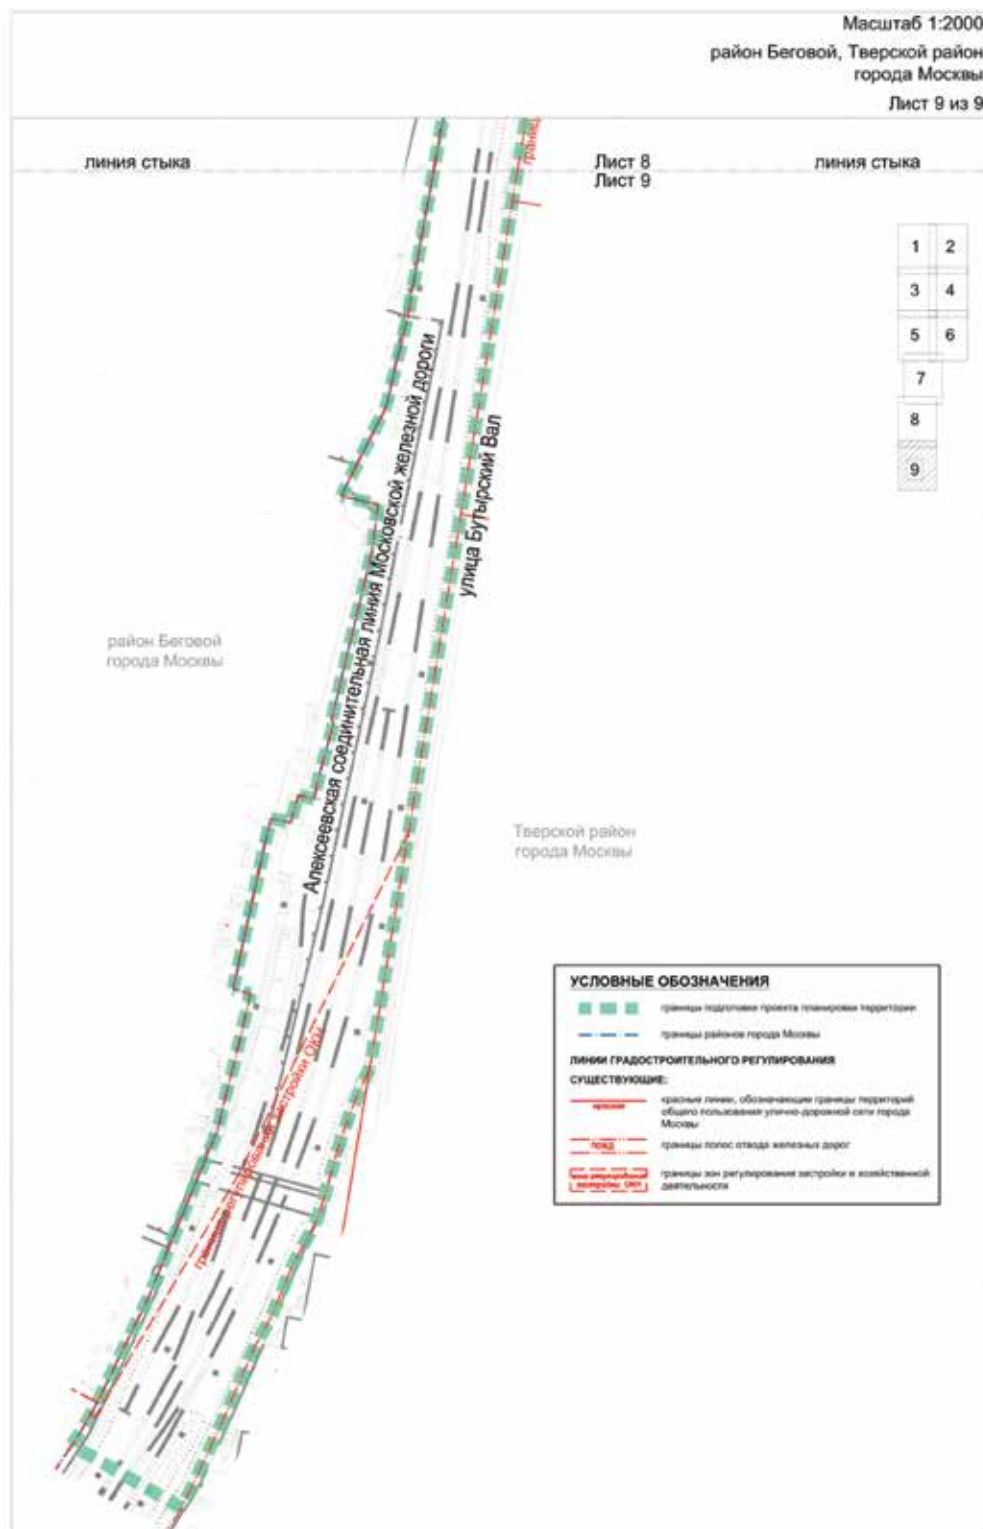 Масштаб 1:2000
район Беговой, Тверской район
города Москвы
Лист 9 из 9
линия стыка
Лист 8
линия стыка
Лист 9
1 2
3 4
5 6
7
8
9
Алексеевская соединительная линия Московской железной дороги
улица Бутырский Вал
район Беговой
города Москвы
Тверской район
города Москвы
застройки ОКН
УСЛОВНЫЕ ОБОЗНАЧЕНИЯ
границы подготовки проекта планировки территории
границы районов города Москвы
ЛИНИИ ГРАДОСТРОИТЕЛЬНОГО РЕГУЛИРОВАНИЯ
СУЩЕСТВУЮЩИЕ:
красные линии, обозначающие границы территорий
общего пользования улично-дорожной сети города
Москвы
границы полос отвода железных дорог
границы зон регулирования застройки и хозяйственной
деятельности